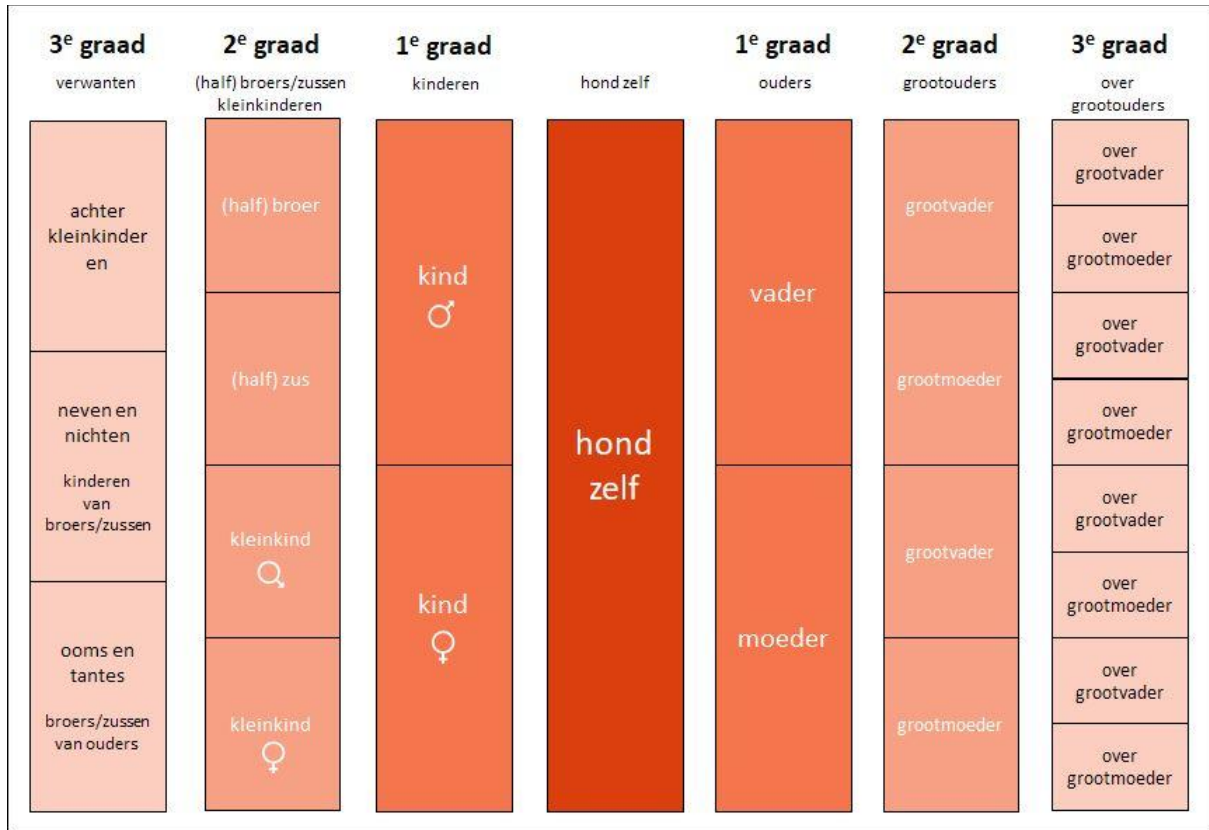 3e graad
verwanten
2e graad
(half) broers/zussen
kleinkinderen
1e graad
kinderen
hond zelf
1e graad
ouders
2e graad
grootouders
3e graad
over
grootouders
achter
kleinkinder
en
neven en
nichten
kinderen
van
broers/zussen
ooms en
tantes
broers/zussen
van ouders
(half) broer
(half) zus
kleinkind
♂
kleinkind
♀
kind
♂
kind
♀
hond
zelf
vader
moeder
grootvader
grootmoeder
grootvader
grootmoeder
over
grootvader
over
grootmoeder
over
grootvader
over
grootmoeder
over
grootvader
over
grootmoeder
over
grootvader
over
grootmoeder